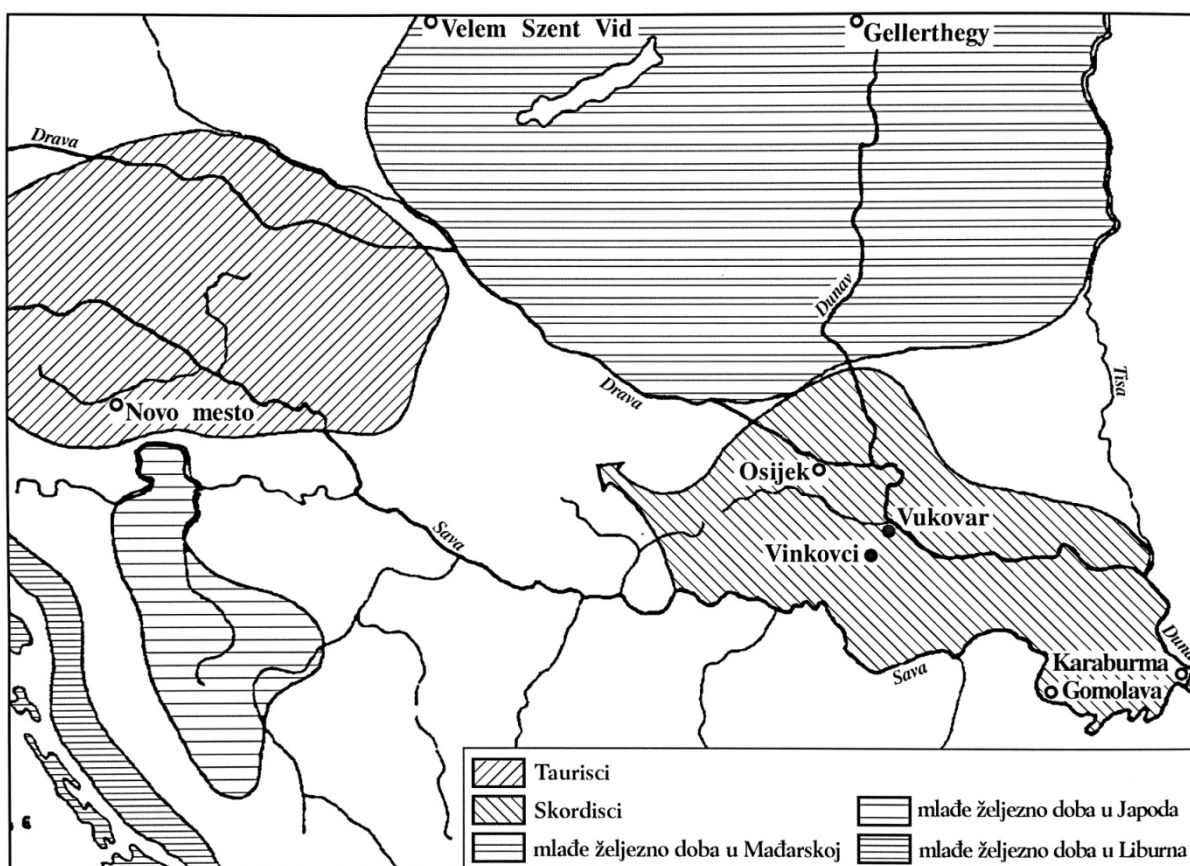 Velem Szent Vid
Gellerthegy
Drava
Dunav
Tisa
Novo mesto
Drava
Osijek
Vukovar
Vinkovci
Sava
Sava
Karaburma
Gomolava
Taurisci
Skordisci
mlađe željezno doba u Mađarskoj
mlađe željezno doba u Japoda
mlađe željezno doba u Liburna